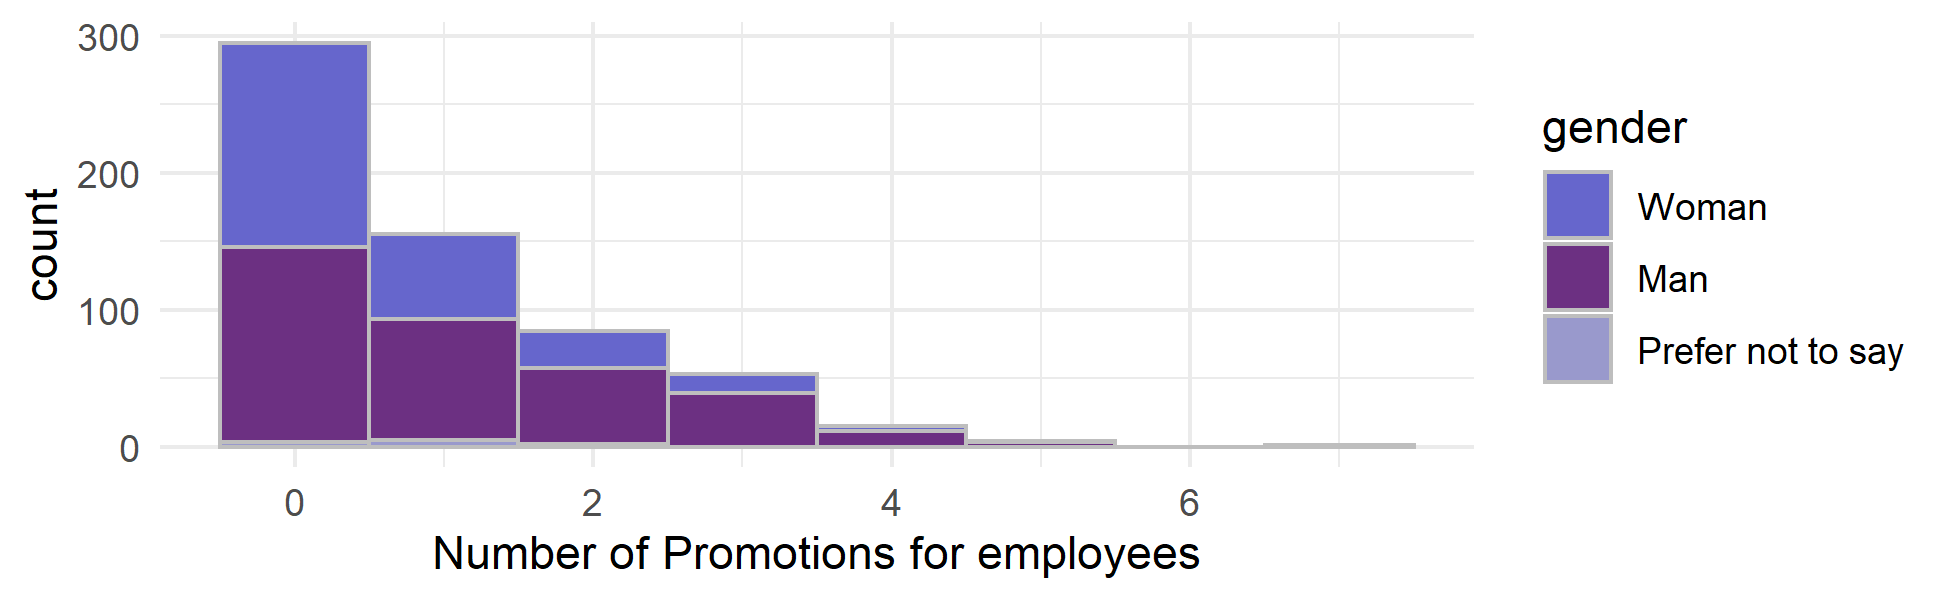 300
200
100
0
count
0 2 4 6
Number of Promotions for employees
gender
Woman
Man
Prefer not to say